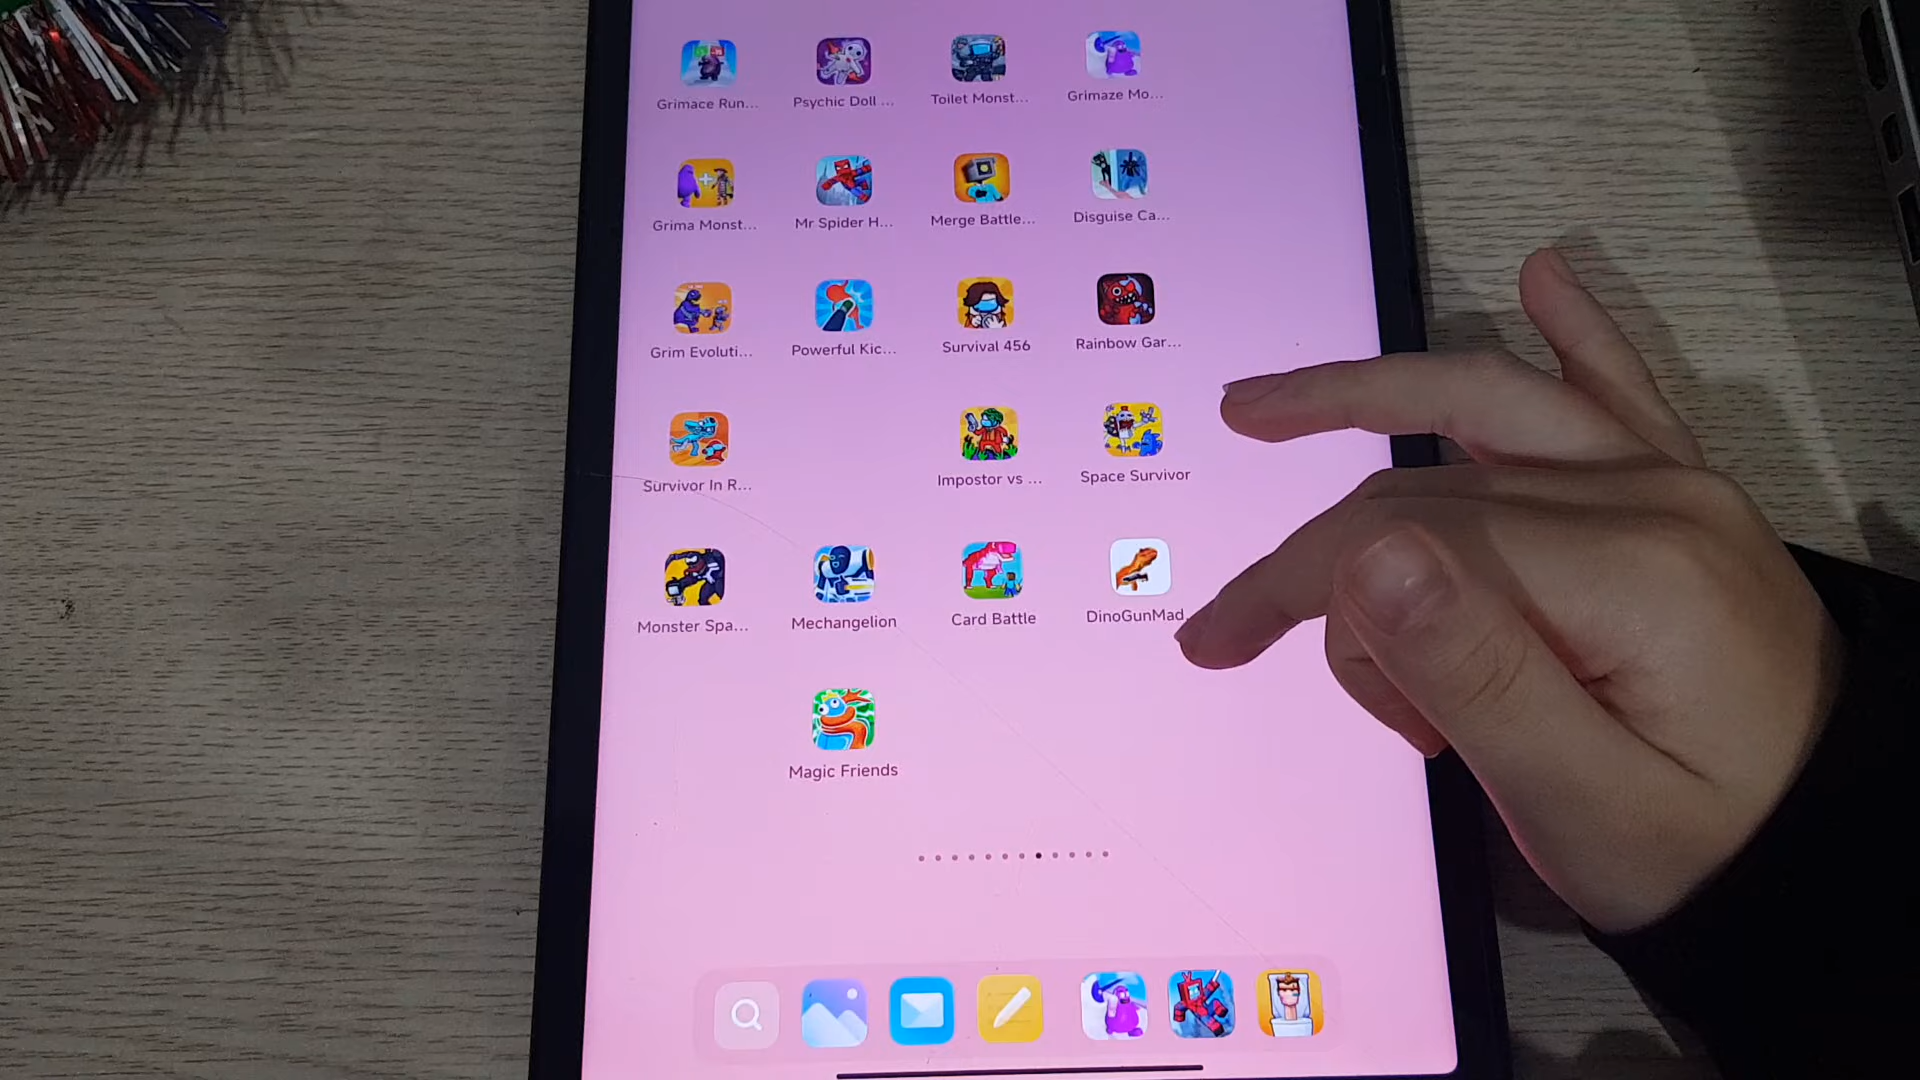 Grimace Run...
Psychic Doll ...
Toilet Monst...
Grimaze Mo...
Grima Monst...
Mr Spider H...
Merge Battle...
Disguise Ca...
Grim Evoluti...
Powerful Kic...
Survival 456
Rainbow Gar...
Survivor In R...
Impostor vs ...
Space Survivor
Monster Spa...
Mechangelion
Card Battle
DinoGunMad
Magic Friends